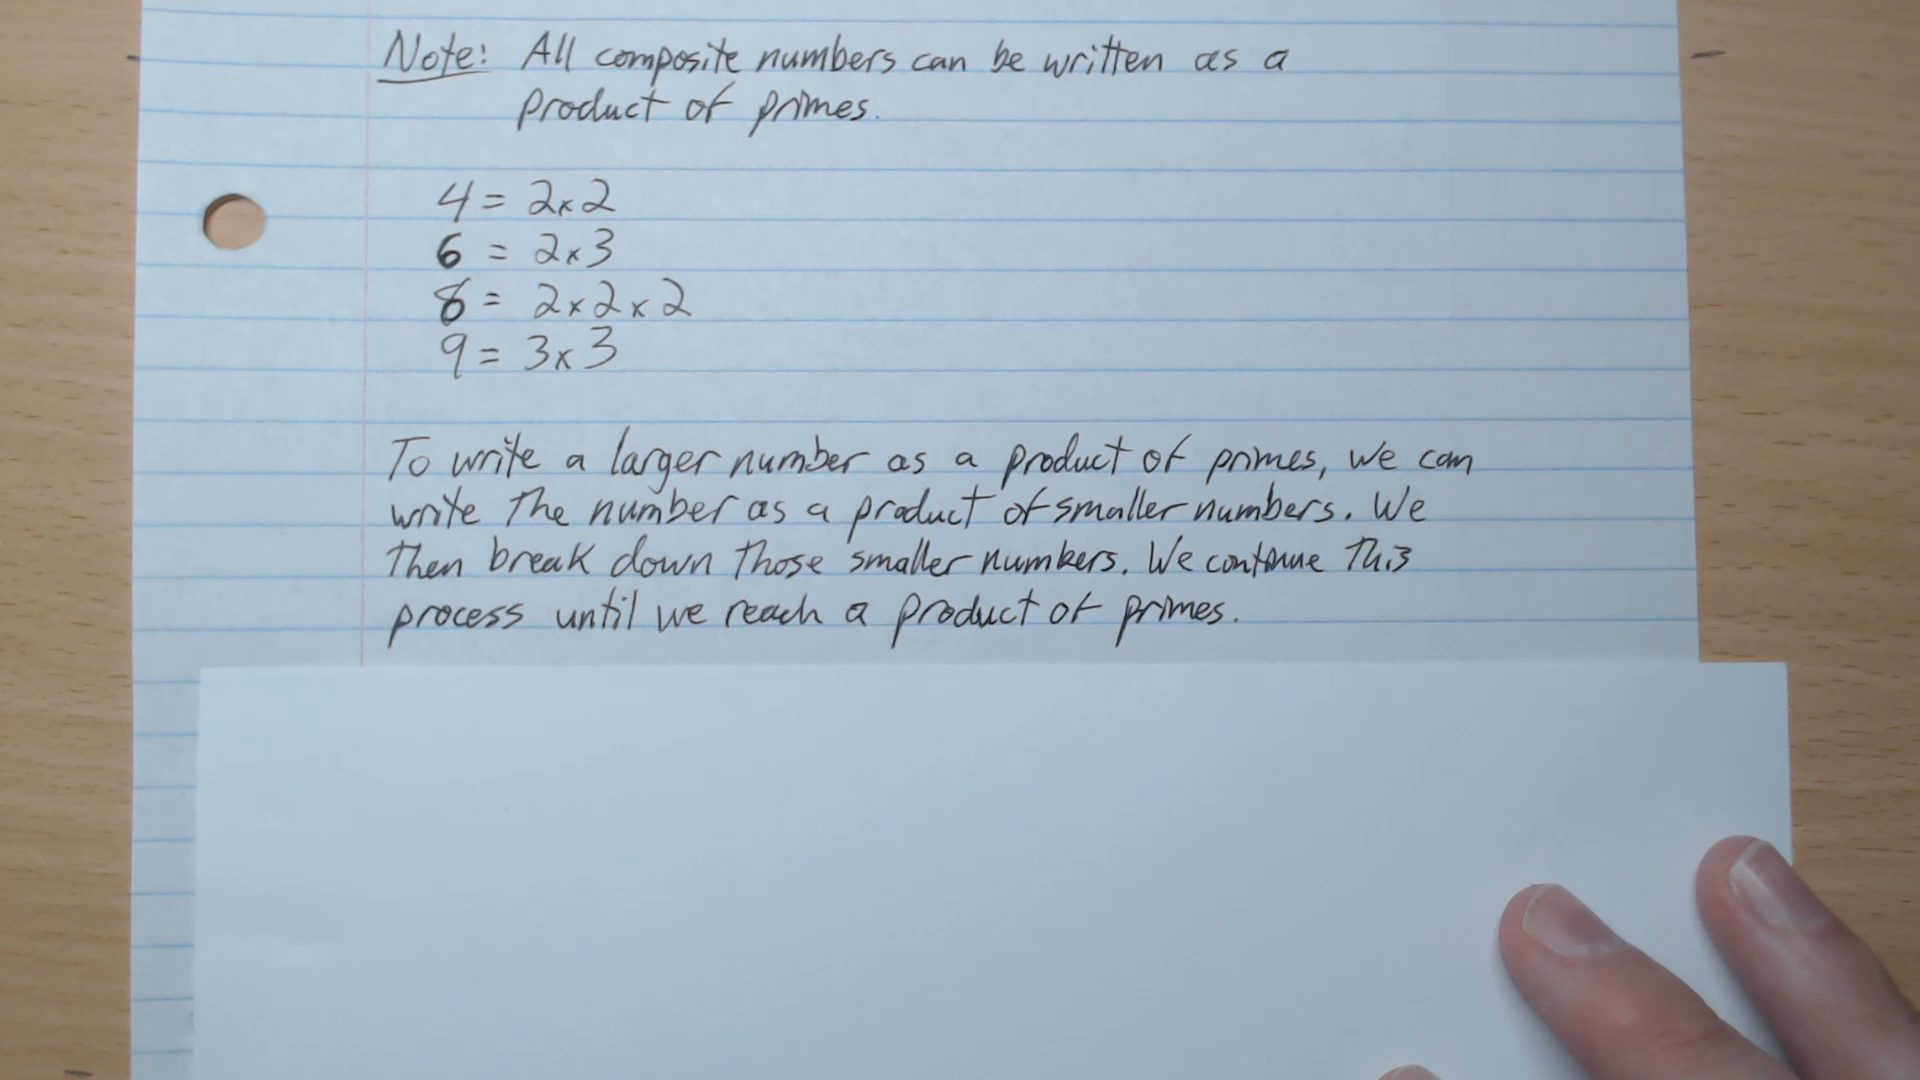 Note: All composite numbers can be written as a
product of primes.
4 = 2x2
6 = 2x3
8 = 2x2x2
9 = 3x3
To write a larger number as a product of primes, we can
write the number as a product of smaller numbers. We
then break down those smaller numbers. We continue this
process until we reach a product of primes.